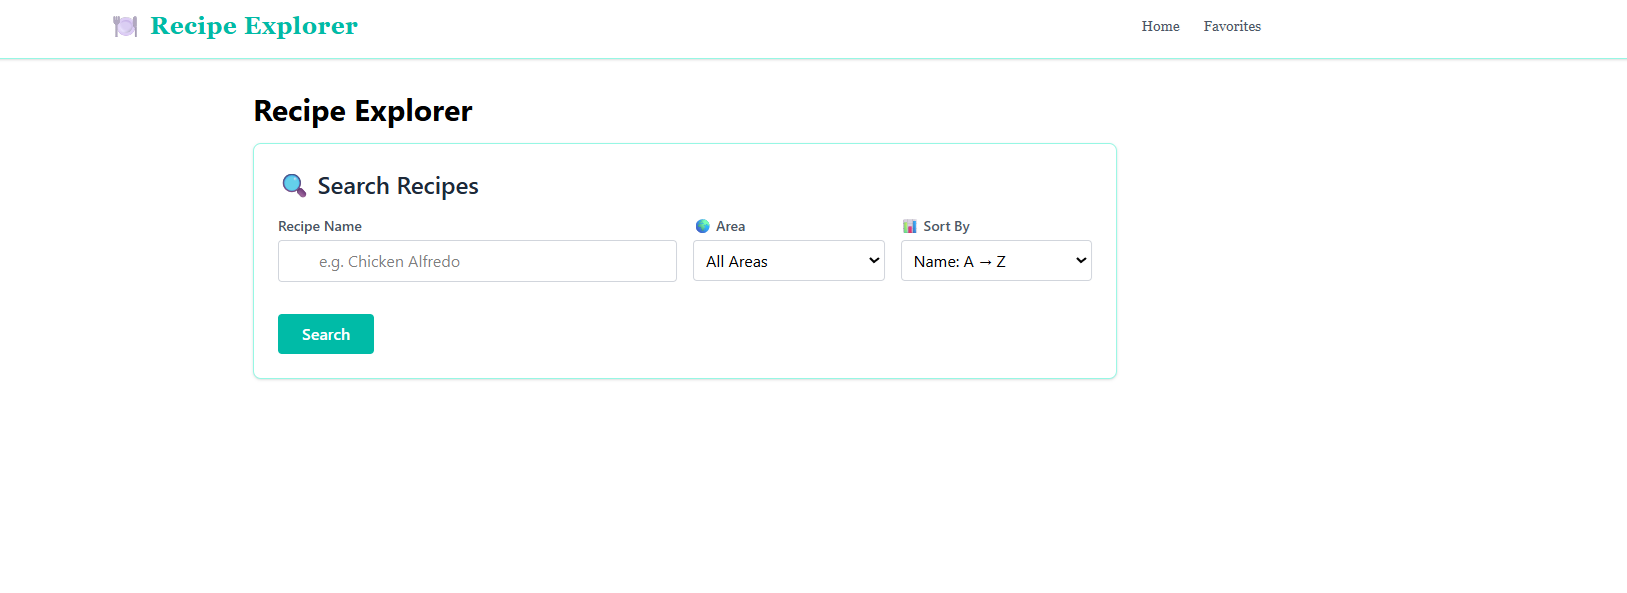 Recipe Explorer
Home Favorites
Recipe Explorer
Search Recipes
Recipe Name Area Sort By
e.g. Chicken Alfredo All Areas Name: A → Z
Search